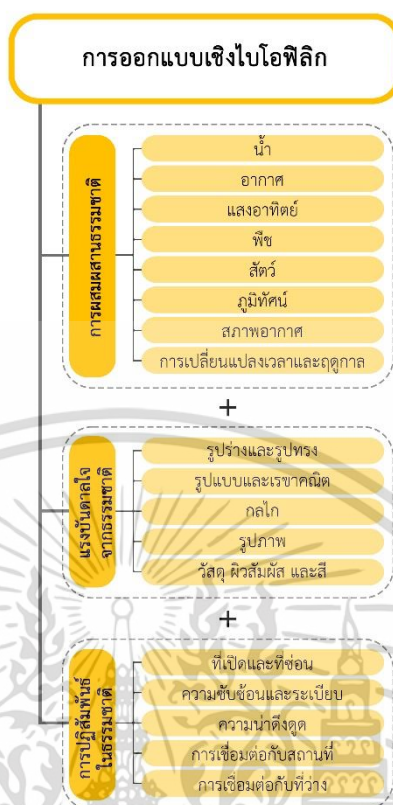 การออกแบบเชิงไบโอฟิลิก
การผสมผสานธรรมชาติ
น้ำ
อากาศ
แสงอาทิตย์
พืช
สัตว์
ภูมิทัศน์
สภาพอากาศ
การเปลี่ยนแปลงเวลาและฤดูกาล
+
แรงบันดาลใจ
จากธรรมชาติ
รูปร่างและรูปทรง
รูปแบบและเรขาคณิต
กลไก
รูปภาพ
วัสดุ ผิวสัมผัส และสี
+
การปฏิสัมพันธ์
ในธรรมชาติ
ที่เปิดและที่ซ่อน
ความซับซ้อนและระเบียบ
ความน่าดึงดูด
การเชื่อมต่อกับสถานที่
การเชื่อมต่อกับที่ว่าง